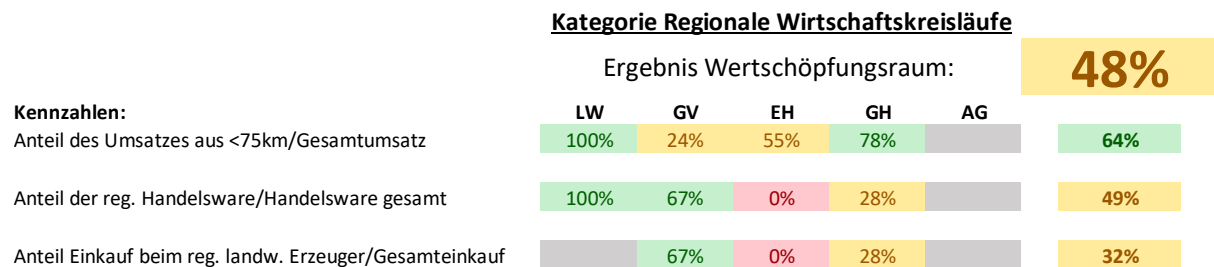 Kategorie Regionale Wirtschaftskreisläufe
Ergebnis Wertschöpfungsraum: 48%
Kennzahlen: LW GV EH GH AG
Anteil des Umsatzes aus <75km/Gesamtumsatz 100% 24% 55% 78% 64%
Anteil der reg. Handelsware/Handelsware gesamt 100% 67% 0% 28% 49%
Anteil Einkauf beim reg. landw. Erzeuger/Gesamteinkauf 67% 0% 28% 32%